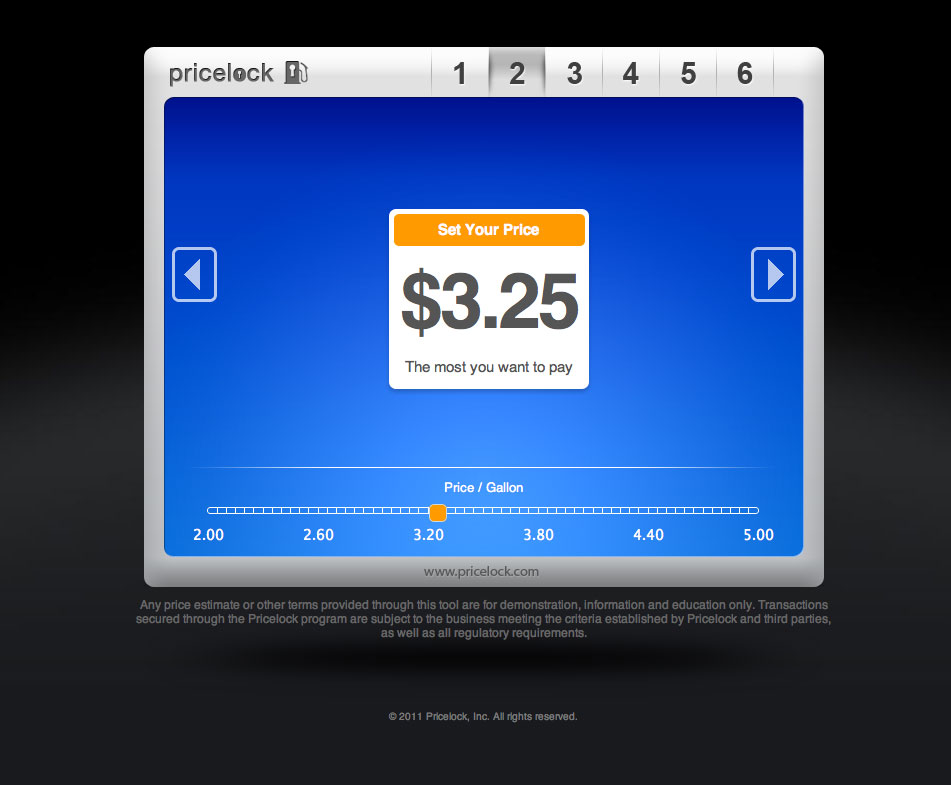 pricelock
1 2 3 4 5 6
Set Your Price
$3.25
The most you want to pay
Price / Gallon
2.00 2.60 3.20 3.80 4.40 5.00
www.pricelock.com
Any price estimate or other terms provided through this tool are for demonstration, information and education only. Transactions
secured through the Pricelock program are subject to the business meeting the criteria established by Pricelock and third parties,
as well as all regulatory requirements.
© 2011 Pricelock, Inc. All rights reserved.